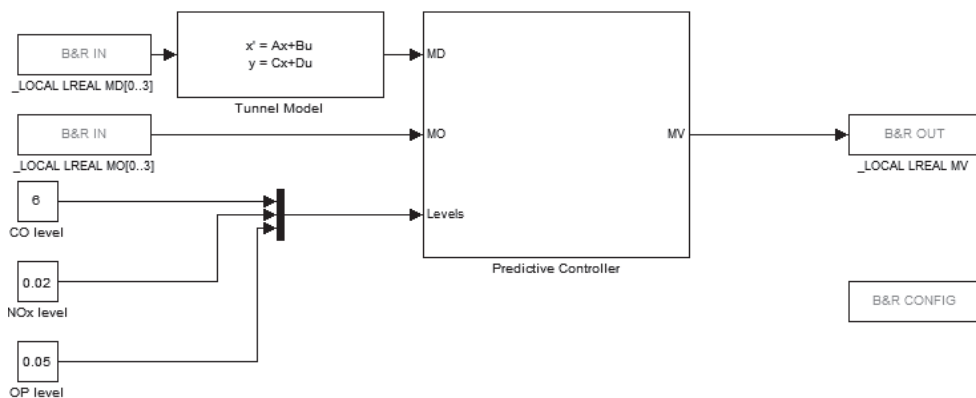 B&R IN
_LOCAL LREAL MD[0..3]
x' = Ax+Bu
y = Cx+Du
Tunnel Model
B&R IN
_LOCAL LREAL MO[0..3]
6
CO level
0.02
NOx level
0.05
OP level
MD
MO
Levels
MV
Predictive Controller
B&R OUT
_LOCAL LREAL MV
B&R CONFIG